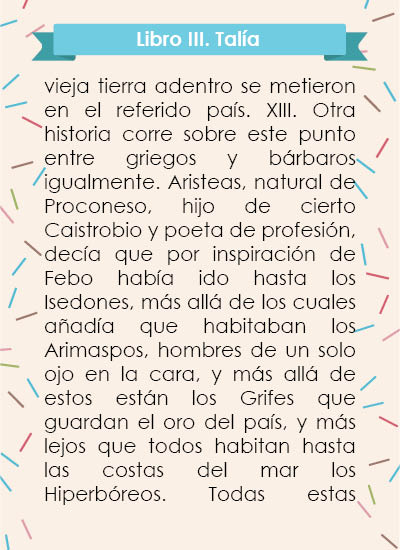 Libro III. Talía
vieja tierra adentro se metieron
en el referido país. XIII. Otra
historia corre sobre este punto
entre griegos y bárbaros
igualmente. Aristeas, natural de
Proconeso, hijo de cierto
Caistrobio y poeta de profesión,
decía que por inspiración de
Febo había ido hasta los
Isedones, más allá de los cuales
añadía que habitaban los
Arimaspos, hombres de un solo
ojo en la cara, y más allá de
estos están los Grifes que
guardan el oro del país, y más
lejos que todos habitan hasta
las costas del mar los
Hiperbóreos. Todas estas